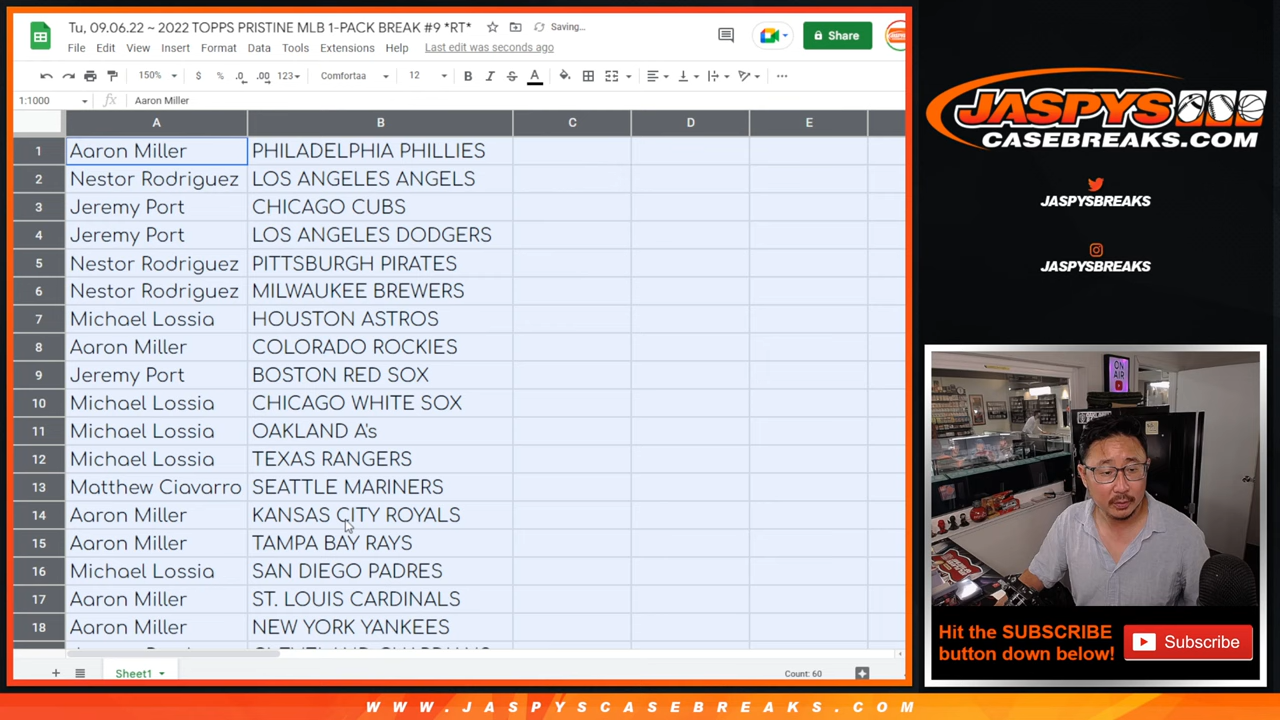 Tu, 09.06.22 ~ 2022 TOPPS PRISTINE MLB 1-PACK BREAK #9 *RT*
Saving...
File Edit View Insert Format Data Tools Extensions Help Last edit was seconds ago
Share
150% $ % .0 .00 123 Comfortaa 12 B I S A
1:1000 fx Aaron Miller
A B C D E
1 Aaron Miller PHILADELPHIA PHILLIES
2 Nestor Rodriguez LOS ANGELES ANGELS
3 Jeremy Port CHICAGO CUBS
4 Jeremy Port LOS ANGELES DODGERS
5 Nestor Rodriguez PITTSBURGH PIRATES
6 Nestor Rodriguez MILWAUKEE BREWERS
7 Michael Lossia HOUSTON ASTROS
8 Aaron Miller COLORADO ROCKIES
9 Jeremy Port BOSTON RED SOX
10 Michael Lossia CHICAGO WHITE SOX
11 Michael Lossia OAKLAND A's
12 Michael Lossia TEXAS RANGERS
13 Matthew Ciavarro SEATTLE MARINERS
14 Aaron Miller KANSAS CITY ROYALS
15 Aaron Miller TAMPA BAY RAYS
16 Michael Lossia SAN DIEGO PADRES
17 Aaron Miller ST. LOUIS CARDINALS
18 Aaron Miller NEW YORK YANKEES
Sheet1
Count: 60
JASPYS
CASEBREAKS.COM
JASPYSBREAKS
JASPYSBREAKS
ON
AIR
Hit the SUBSCRIBE
button down below!
Subscribe
WWW.JASPYSCASEBREAKS.COM